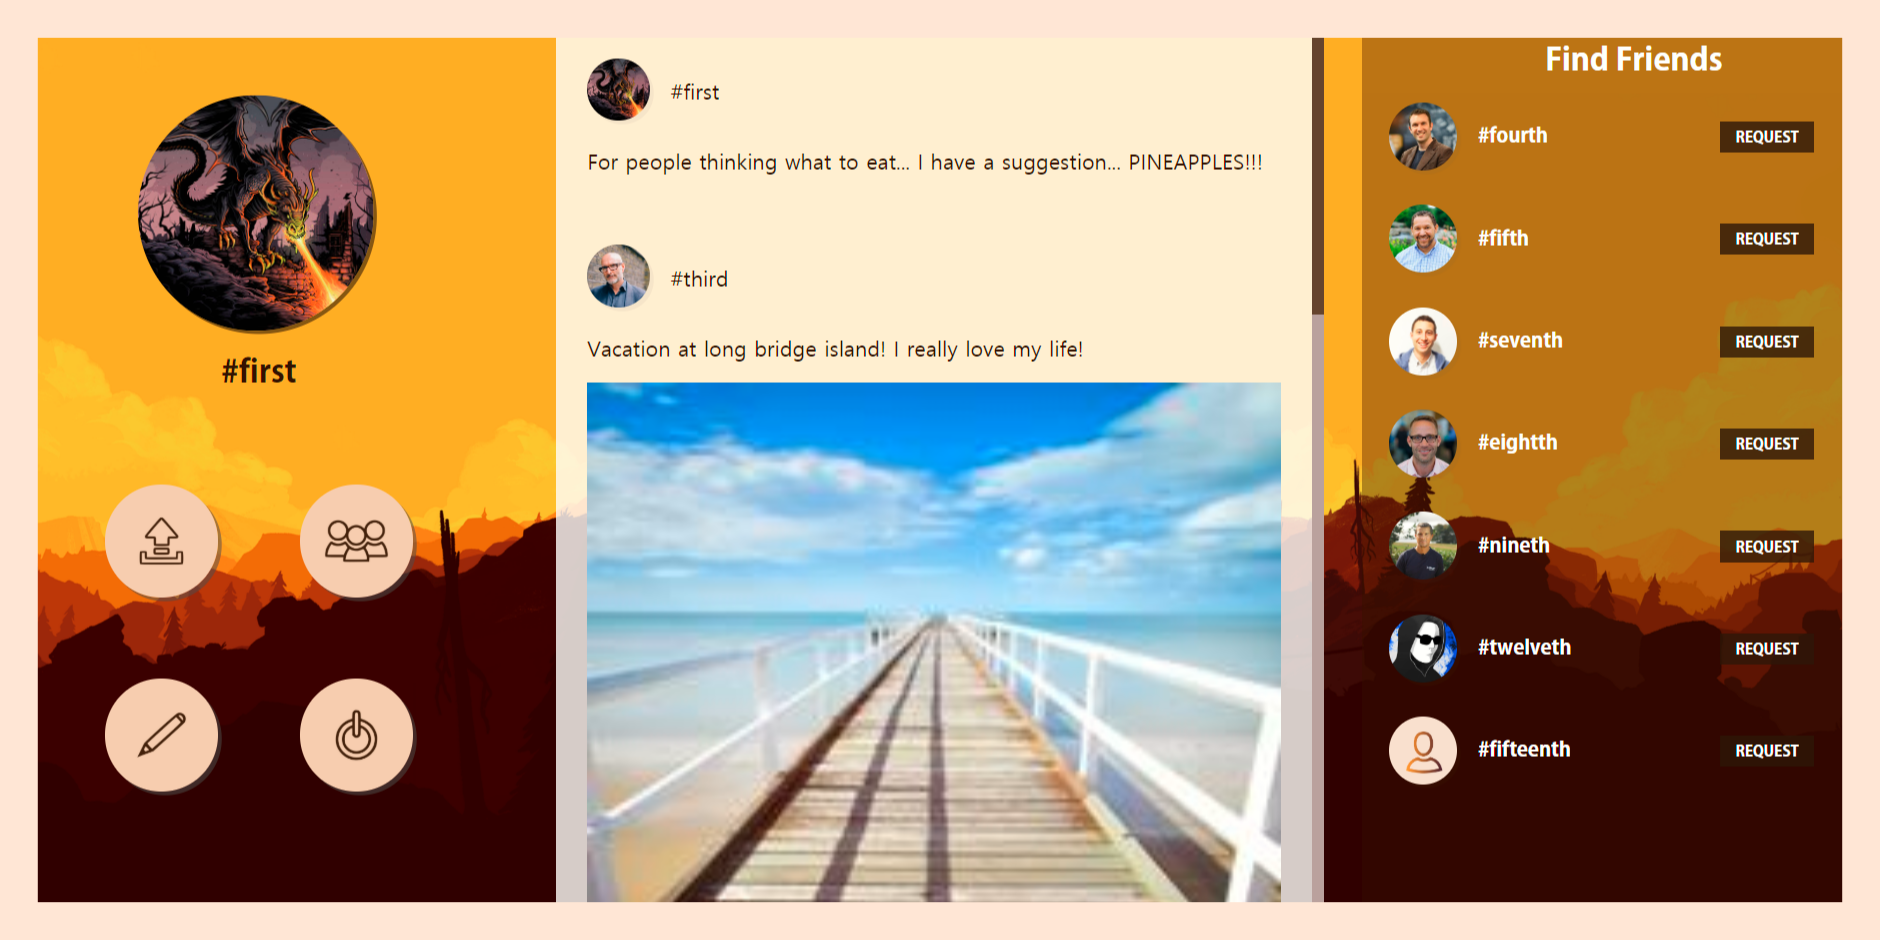 #first
#first
For people thinking what to eat... I have a suggestion... PINEAPPLES!!!
#third
Vacation at long bridge island! I really love my life!
Find Friends
#fourth REQUEST
#fifth REQUEST
#seventh REQUEST
#eightth REQUEST
#nineth REQUEST
#twelveth REQUEST
#fifteenth REQUEST